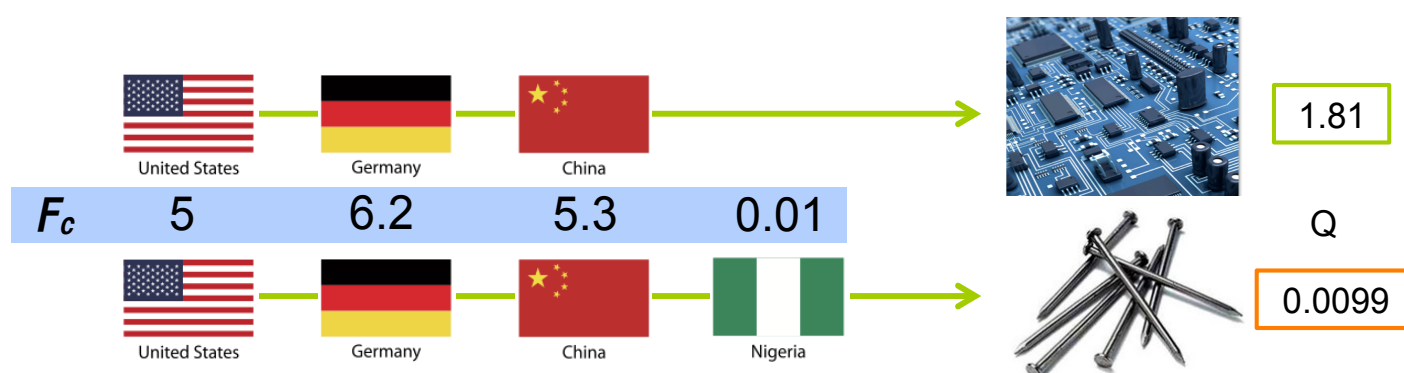 United States Germany China
1.81
F_c 5 6.2 5.3 0.01
Q
0.0099
United States Germany China Nigeria